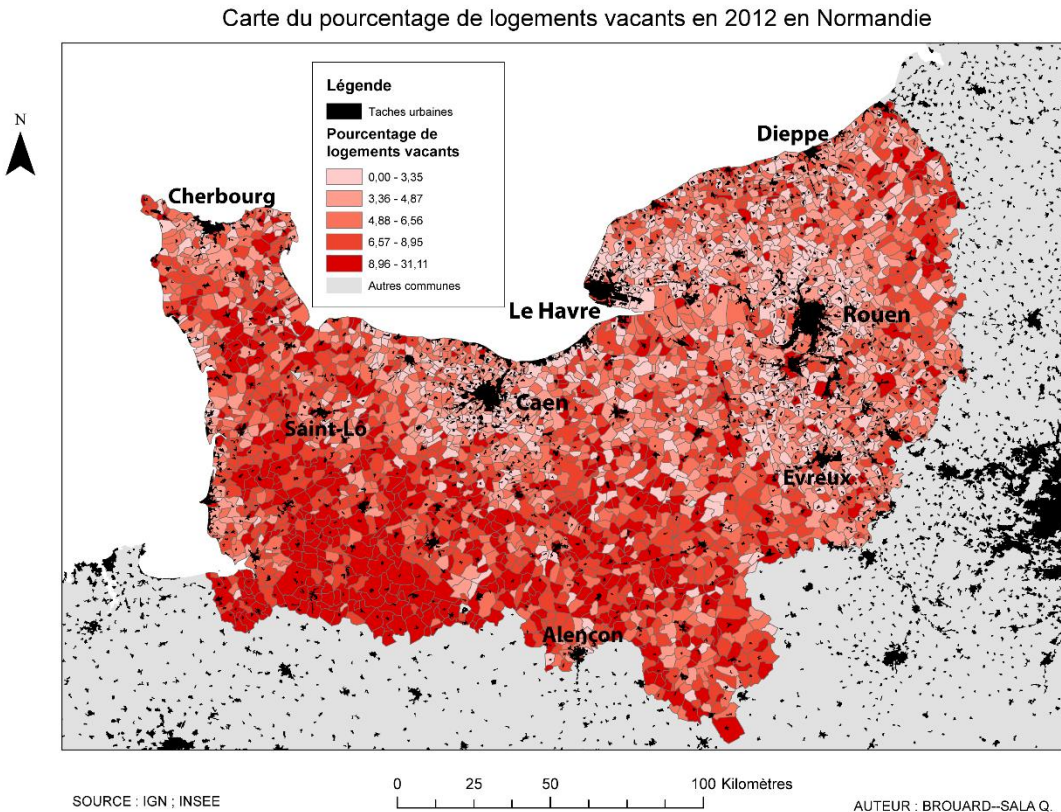 Carte du pourcentage de logements vacants en 2012 en Normandie
N
Légende
Taches urbaines
Pourcentage de
logements vacants
0,00 - 3,35
3,36 - 4,87
4,88 - 6,56
6,57 - 8,95
8,96 - 31,11
Autres communes
Dieppe
Cherbourg
Le Havre
Rouen
Caen
Saint-Lô
Evreux
Alençon
0 25 50 100 Kilomètres
SOURCE : IGN ; INSEE
AUTEUR : BROUARD--SALA Q.